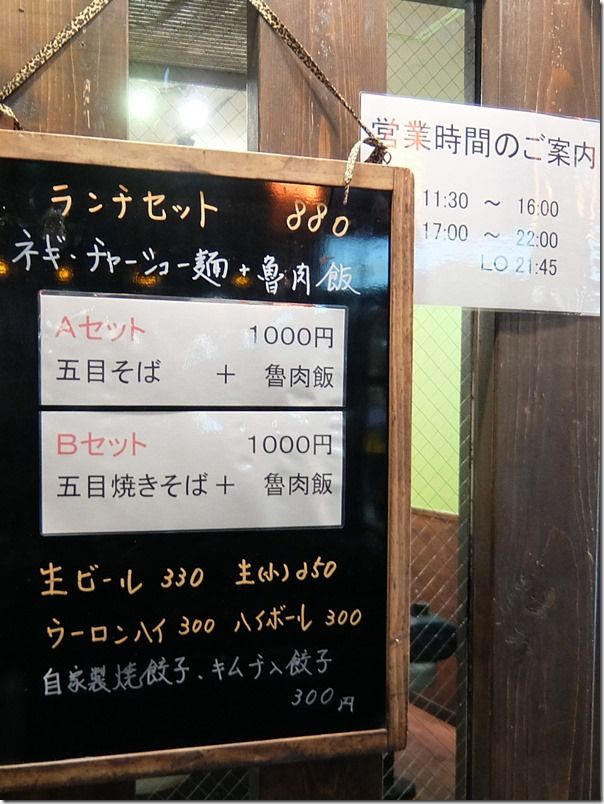 ランチセット 880
ネギ・チャーシュー麺+魯肉飯
Aセット 1000円
五目そば + 魯肉飯
Bセット 1000円
五目焼きそば+ 魯肉飯
生ビール 330 生(小)250
ウーロンハイ 300 ハイボール 300
自家製焼餃子、キムチ入餃子
300円
営業時間のご案内
11:30 ～ 16:00
17:00 ～ 22:00
LO 21:45